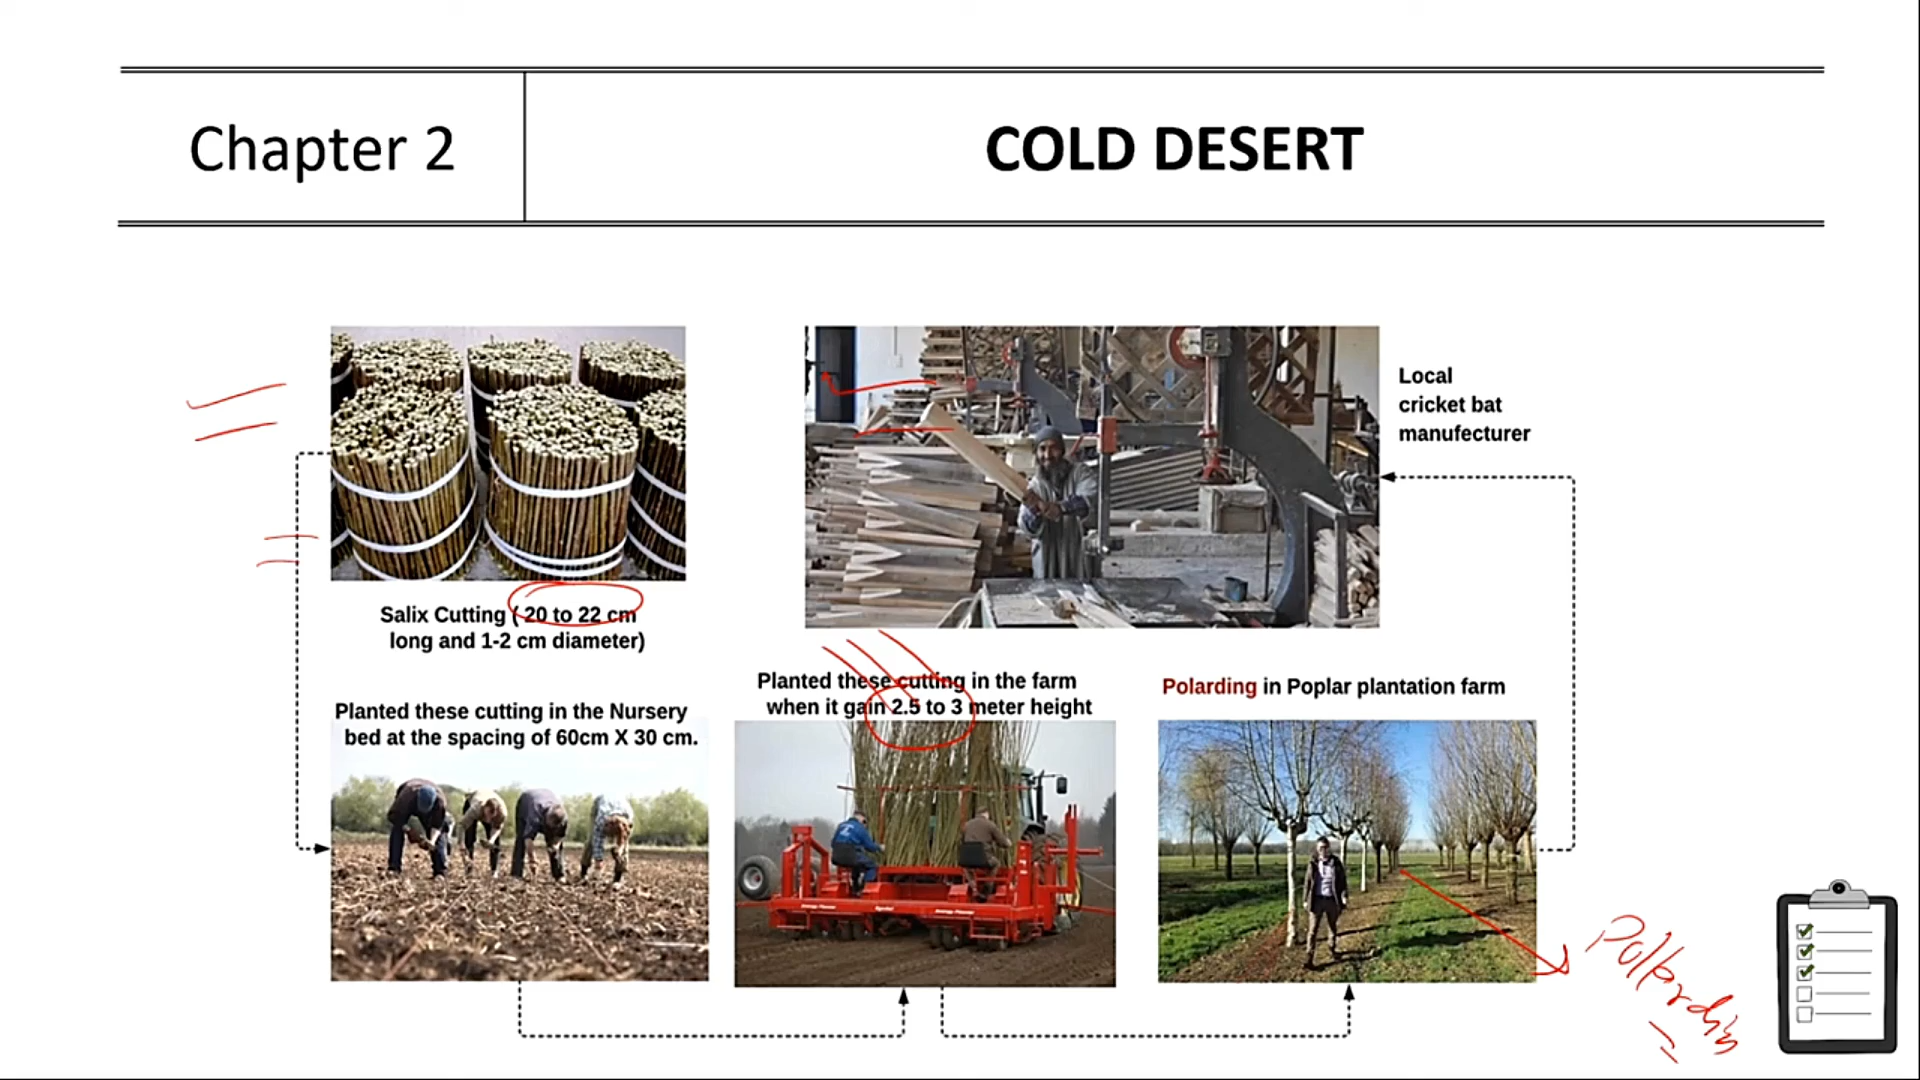 Chapter 2
COLD DESERT
Local
cricket bat
manufecturer
Salix Cutting ( 20 to 22 cm
long and 1-2 cm diameter)
Planted these cutting in the Nursery
bed at the spacing of 60cm X 30 cm.
Planted these cutting in the farm
when it gain 2.5 to 3 meter height
Polarding in Poplar plantation farm